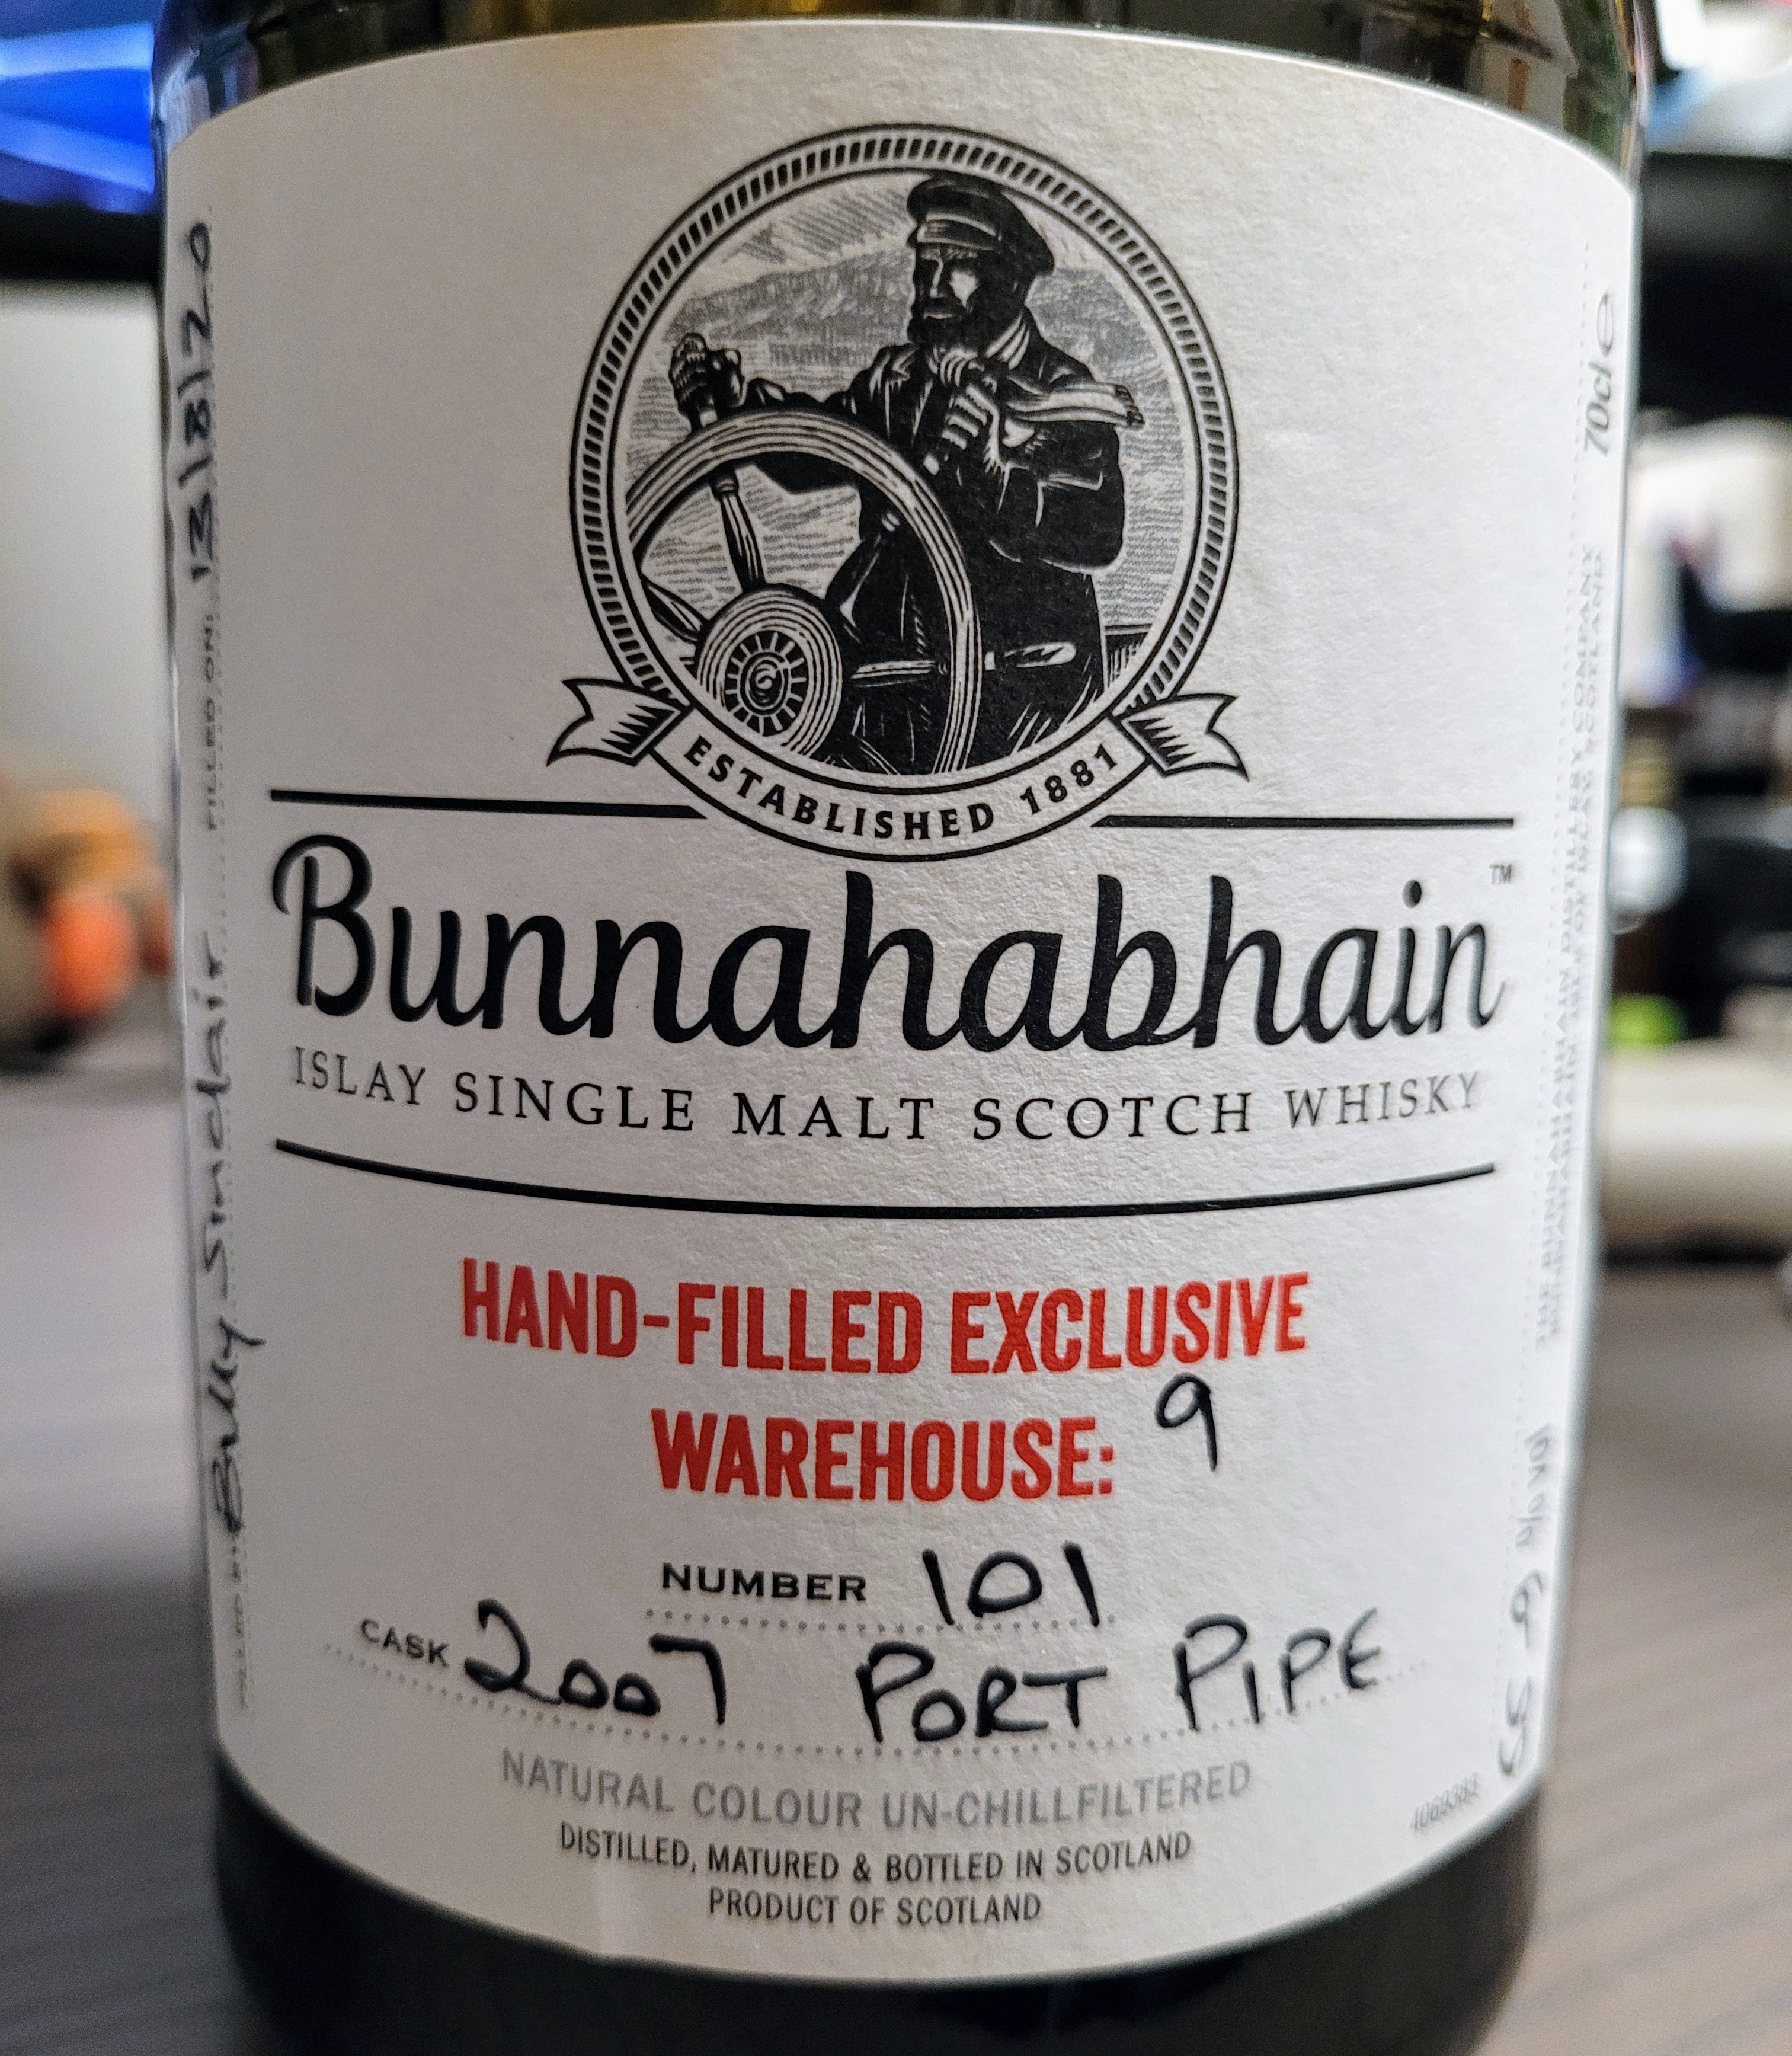 ESTABLISHED 1881
Bunnahabhain™
ISLAY SINGLE MALT SCOTCH WHISKY
HAND-FILLED EXCLUSIVE
WAREHOUSE: 9
NUMBER 101
CASK 2007 PORT PIPE
NATURAL COLOUR UN-CHILLFILTERED
DISTILLED, MATURED & BOTTLED IN SCOTLAND
PRODUCT OF SCOTLAND
Billy Sinclair FILLED ON: 13/8/20
70cl e